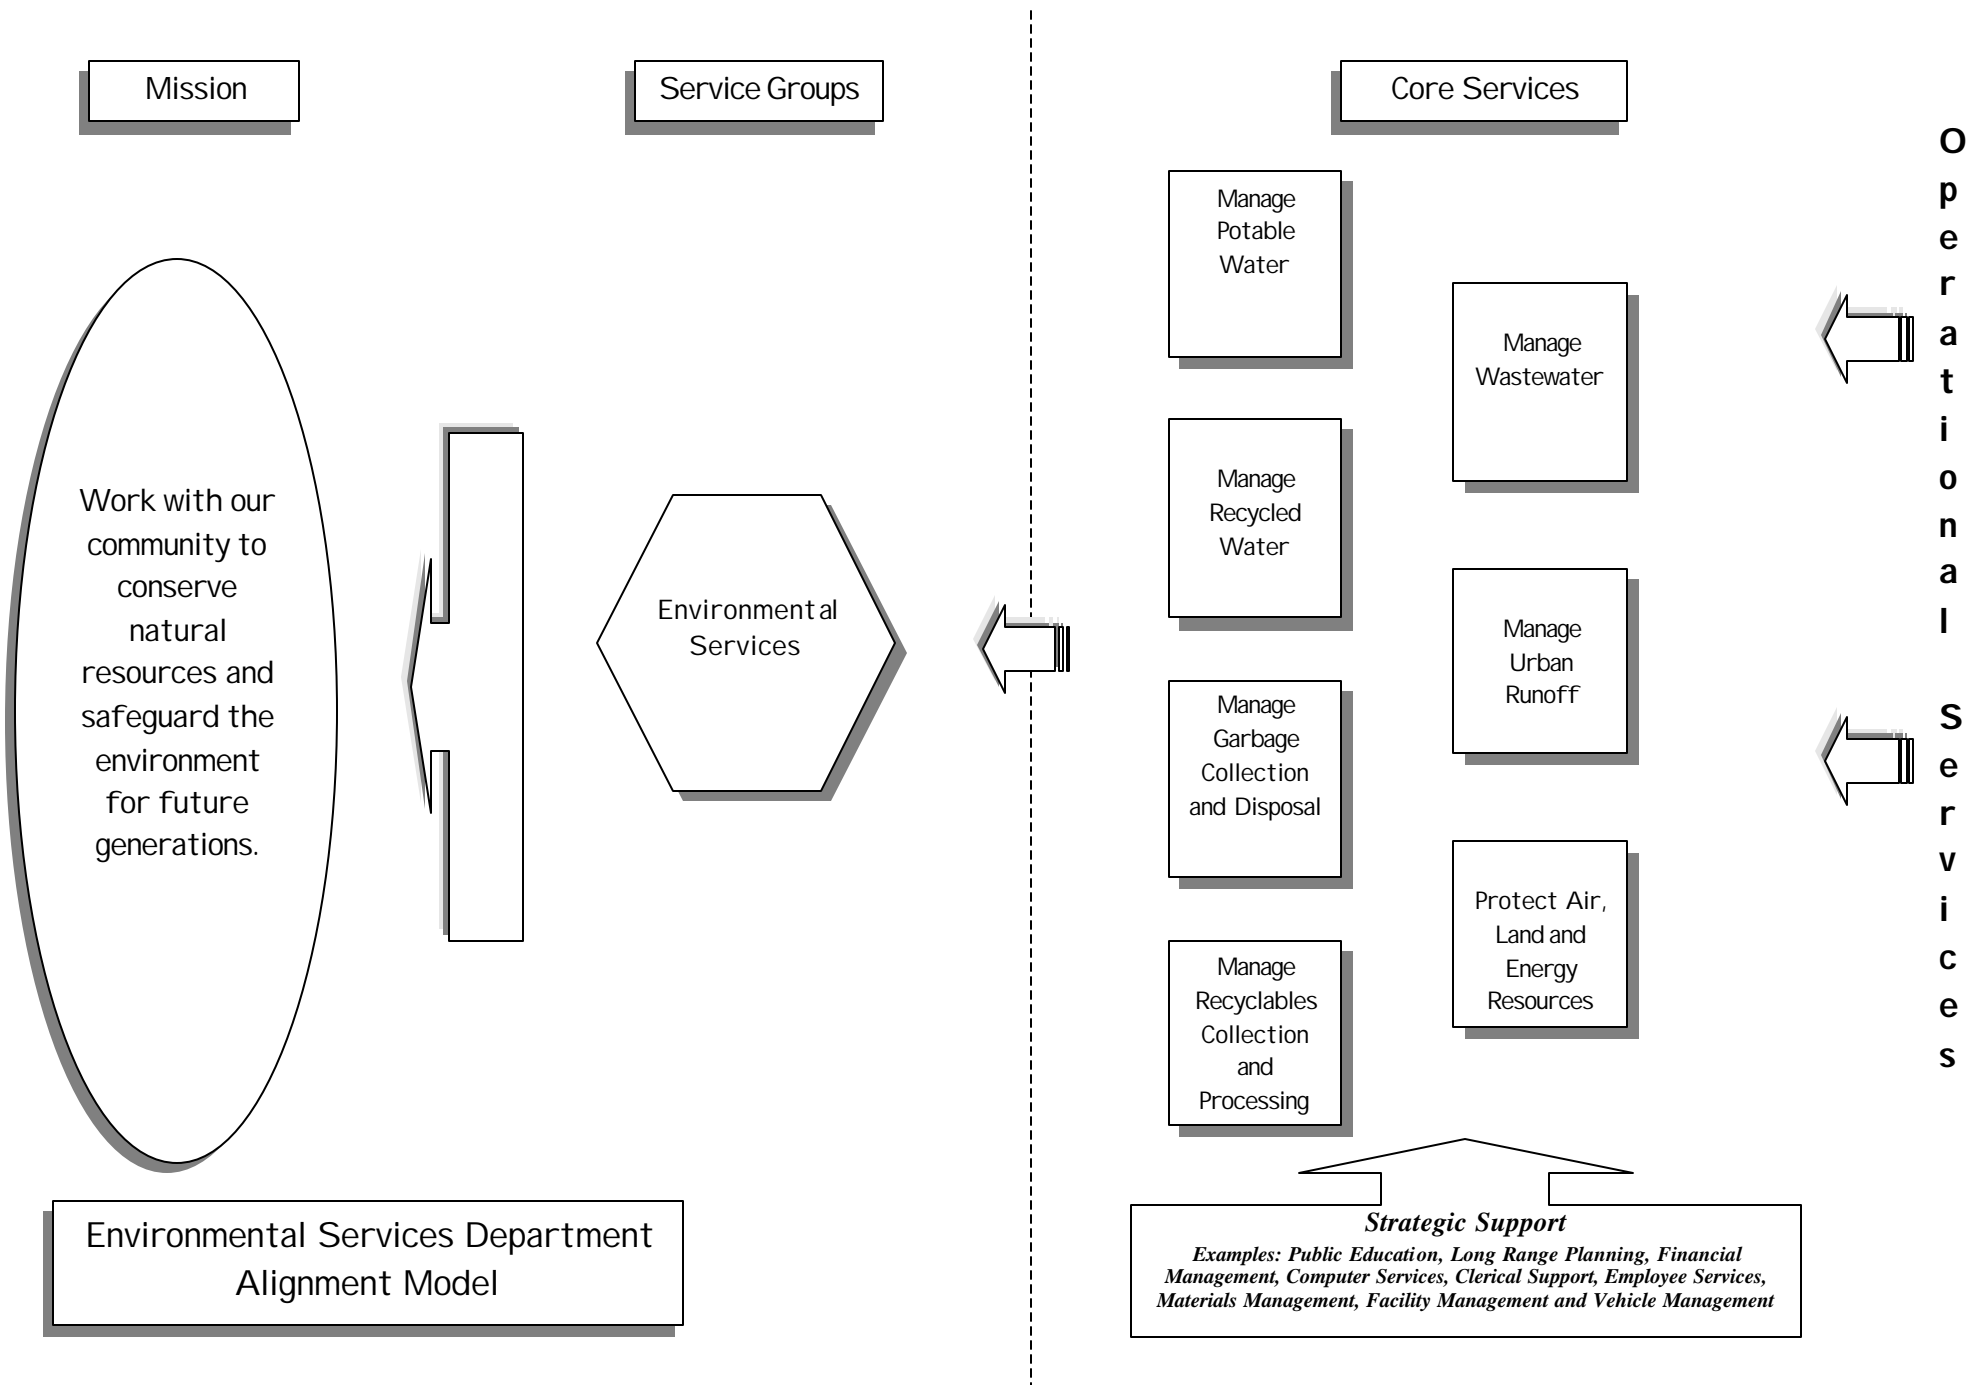 Mission
Service Groups
Core Services
Work with our
community to
conserve
natural
resources and
safeguard the
environment
for future
generations.
Environmental
Services
Manage
Potable
Water
Manage
Wastewater
Manage
Recycled
Water
Manage
Urban
Runoff
Manage
Garbage
Collection
and Disposal
Protect Air,
Land and
Energy
Resources
Manage
Recyclables
Collection
and
Processing
Operational Services
Environmental Services Department
Alignment Model
Strategic Support
Examples: Public Education, Long Range Planning, Financial
Management, Computer Services, Clerical Support, Employee Services,
Materials Management, Facility Management and Vehicle Management